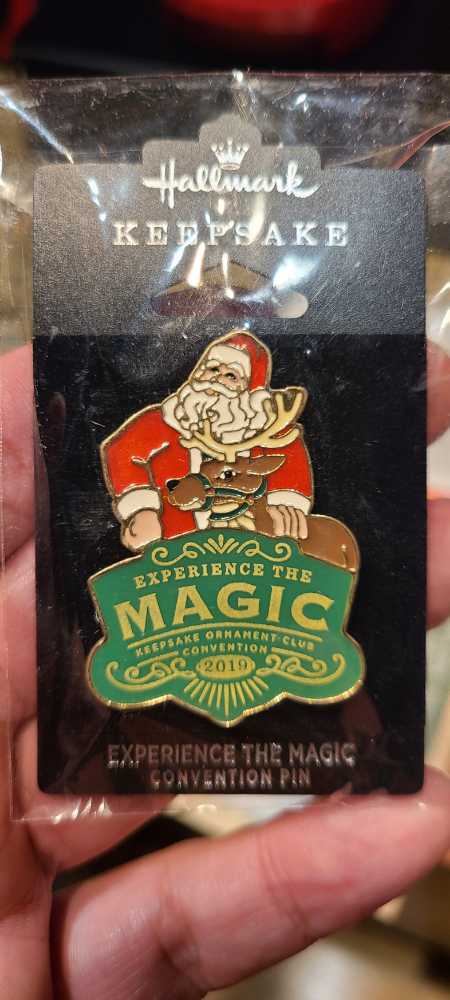 Hallmark
KEEPSAKE
EXPERIENCE THE
MAGIC
KEEPSAKE ORNAMENT CLUB
CONVENTION
2019
EXPERIENCE THE MAGIC
CONVENTION PIN